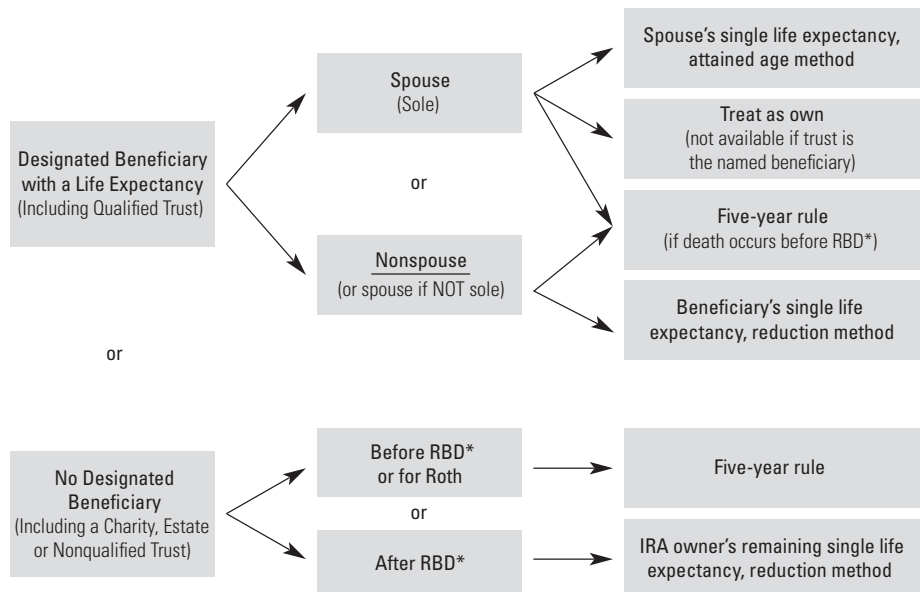 Designated Beneficiary
with a Life Expectancy
(Including Qualified Trust)
or
Spouse
(Sole)
or
Nonspouse
(or spouse if NOT sole)
Spouse's single life expectancy,
attained age method
Treat as own
(not available if trust is
the named beneficiary)
Five-year rule
(if death occurs before RBD*)
Beneficiary's single life
expectancy, reduction method
No Designated
Beneficiary
(Including a Charity, Estate
or Nonqualified Trust)
Before RBD*
or for Roth
or
After RBD*
Five-year rule
IRA owner's remaining single life
expectancy, reduction method